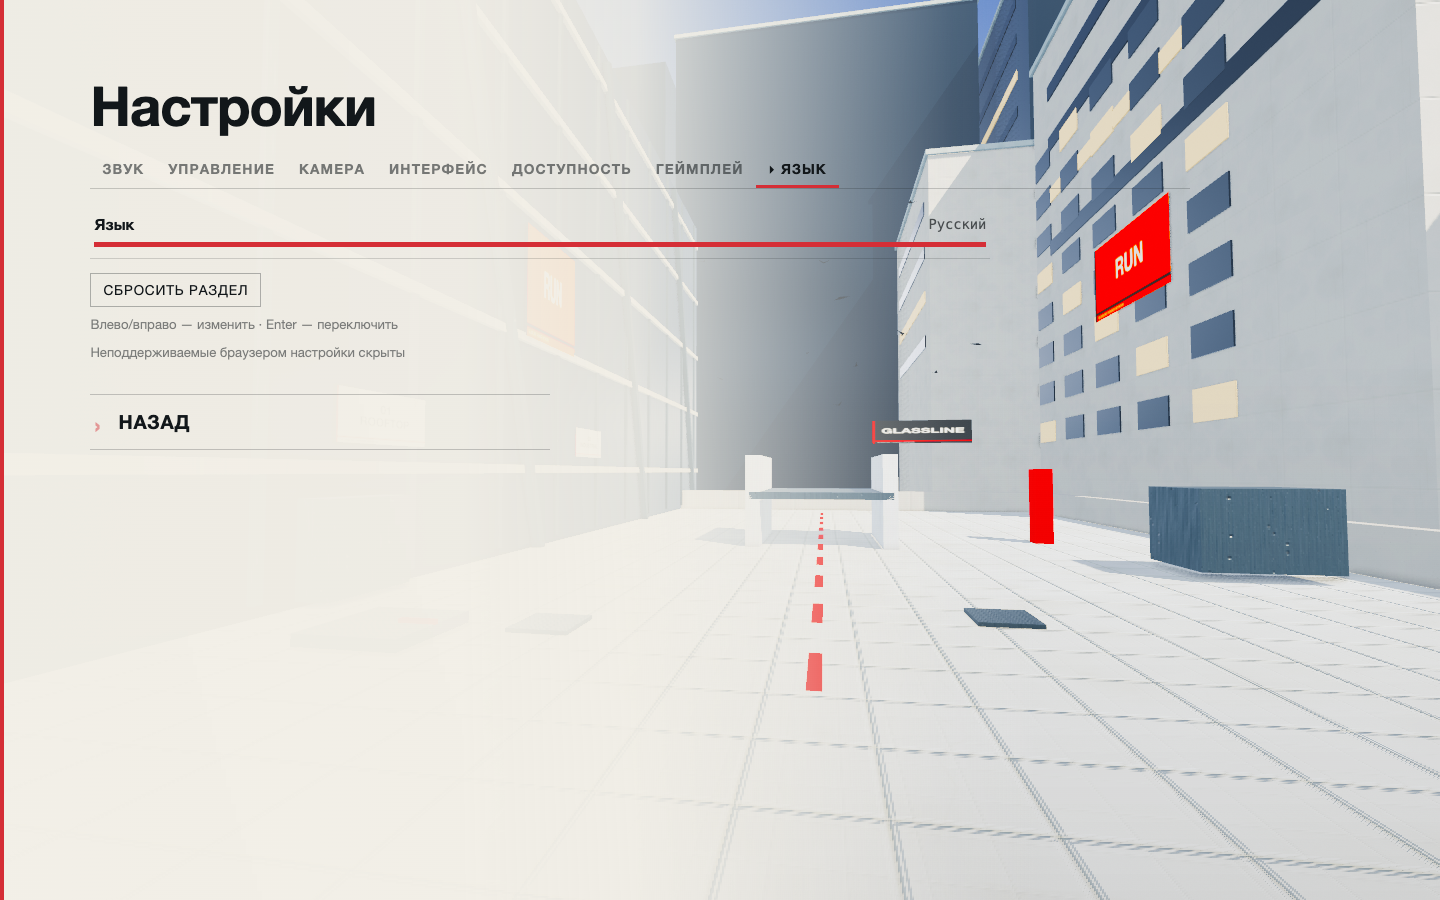 Настройки
ЗВУК УПРАВЛЕНИЕ КАМЕРА ИНТЕРФЕЙС ДОСТУПНОСТЬ ГЕЙМПЛЕЙ ЯЗЫК
Язык Русский
СБРОСИТЬ РАЗДЕЛ
Влево/вправо — изменить · Enter — переключить
Неподдерживаемые браузером настройки скрыты
НАЗАД
RUN
RUN
GLASSLINE